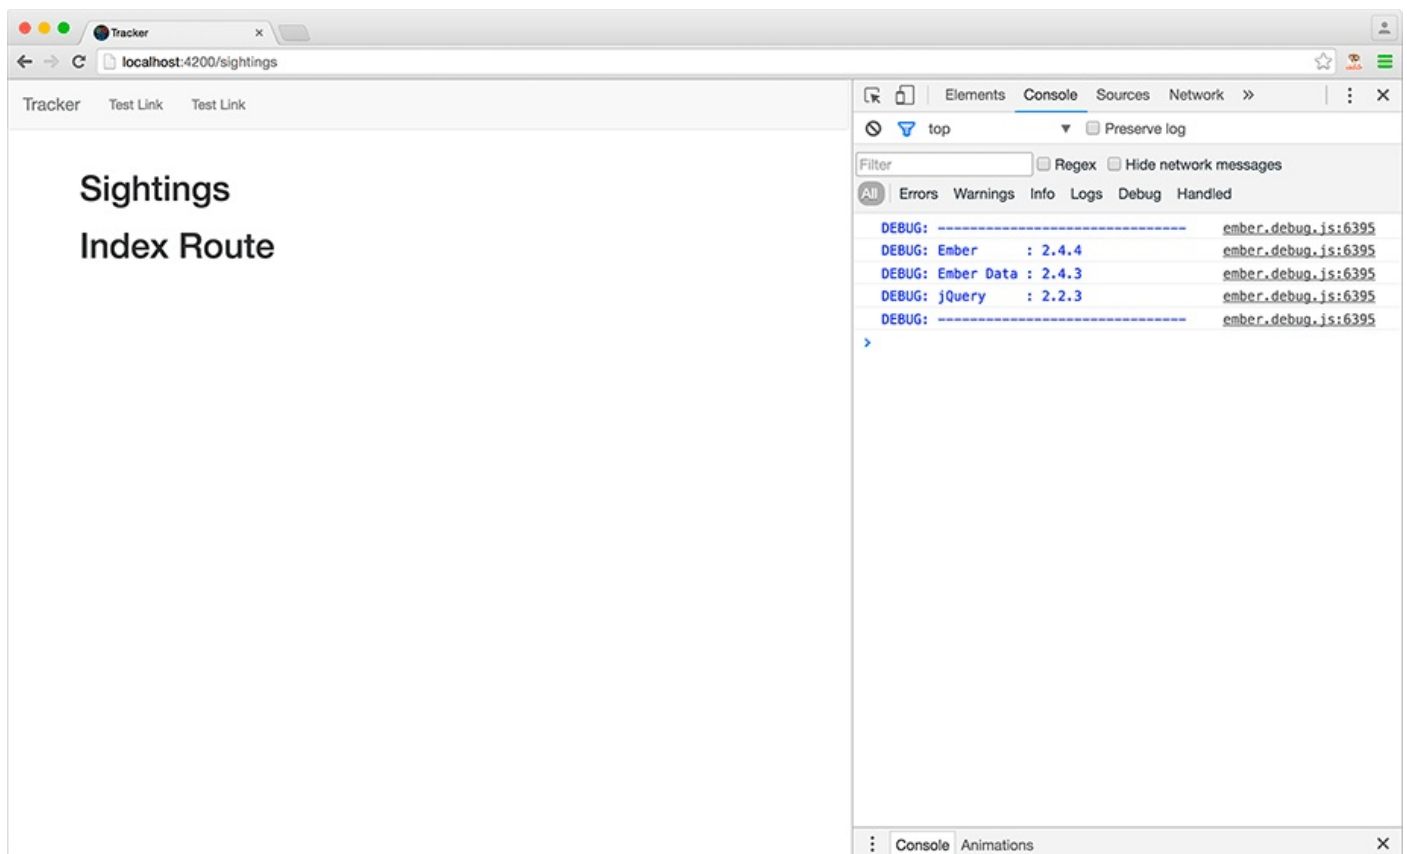 Tracker
localhost:4200/sightings
Tracker Test Link Test Link
Sightings
Index Route
Elements Console Sources Network »
top Preserve log
Filter Regex Hide network messages
All Errors Warnings Info Logs Debug Handled
DEBUG: ------------------------------- ember.debug.js:6395
DEBUG: Ember : 2.4.4 ember.debug.js:6395
DEBUG: Ember Data : 2.4.3 ember.debug.js:6395
DEBUG: jQuery : 2.2.3 ember.debug.js:6395
DEBUG: ------------------------------- ember.debug.js:6395
Console Animations